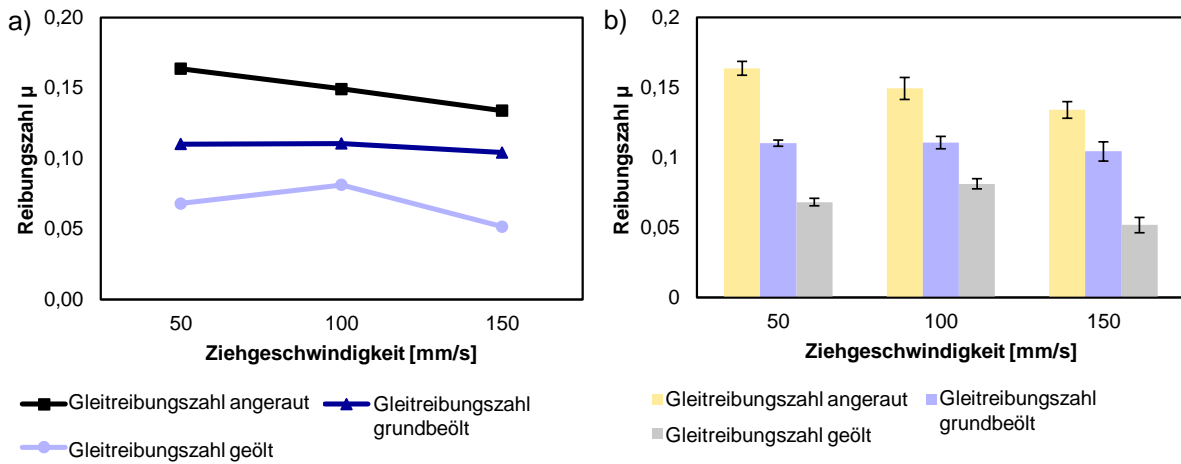 a)
0,20
0,15
0,10
0,05
0,00
Reibungszahl µ
50 100 150
Ziehgeschwindigkeit [mm/s]
Gleitreibungszahl angeraut
Gleitreibungszahl
grundbeölt
Gleitreibungszahl geölt
b)
0,2
0,15
0,1
0,05
0
Reibungszahl µ
50 100 150
Ziehgeschwindigkeit [mm/s]
Gleitreibungszahl angeraut
Gleitreibungszahl
grundbeölt
Gleitreibungszahl geölt